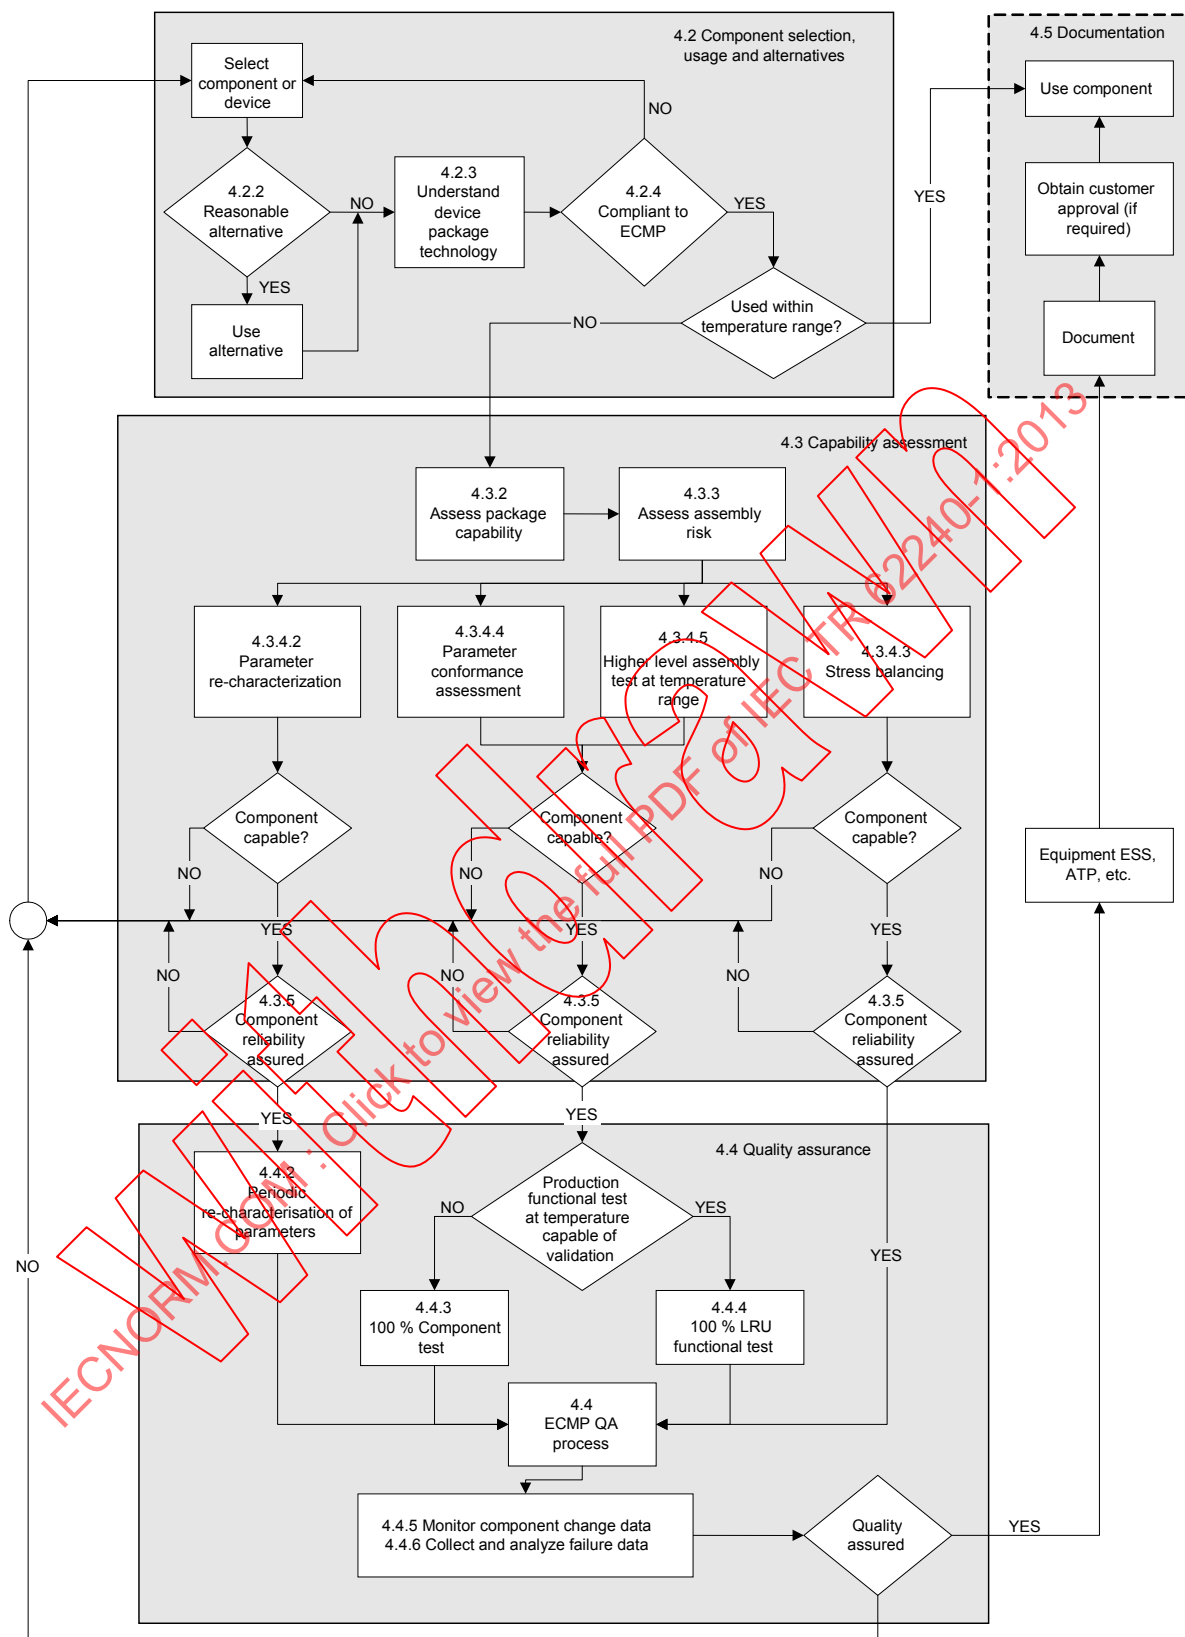 4.2 Component selection,
usage and alternatives
4.5 Documentation
Select
component or
device
Use component
NO
4.2.2
Reasonable
alternative
NO
4.2.3
Understand
device
package
technology
4.2.4
Compliant to
ECMP
YES
YES
Obtain customer
approval (if
required)
YES
Use
alternative
NO
Used within
temperature range?
Document
4.3 Capability assessment
4.3.2
Assess package
capability
4.3.3
Assess assembly
risk
4.3.4.2
Parameter
re-characterization
4.3.4.4
Parameter
conformance
assessment
4.3.4.5
Higher level assembly
test at temperature
range
4.3.4.3
Stress balancing
Component
capable?
Component
capable?
Component
capable?
Equipment ESS,
ATP, etc.
NO
NO
NO
YES
YES
YES
NO
NO
NO
4.3.5
Component
reliability
assured
4.3.5
Component
reliability
assured
4.3.5
Component
reliability
assured
YES
YES
4.4 Quality assurance
4.4.2
Periodic
re-characterisation of
parameters
Production
functional test
at temperature
capable of
validation
NO
YES
YES
NO
4.4.3
100 % Component
test
4.4.4
100 % LRU
functional test
4.4
ECMP QA
process
4.4.5 Monitor component change data
4.4.6 Collect and analyze failure data
Quality
assured
YES
Withdrawn
IECNORM.COM : Click to view the full PDF of IEC TR 62240-1:2013